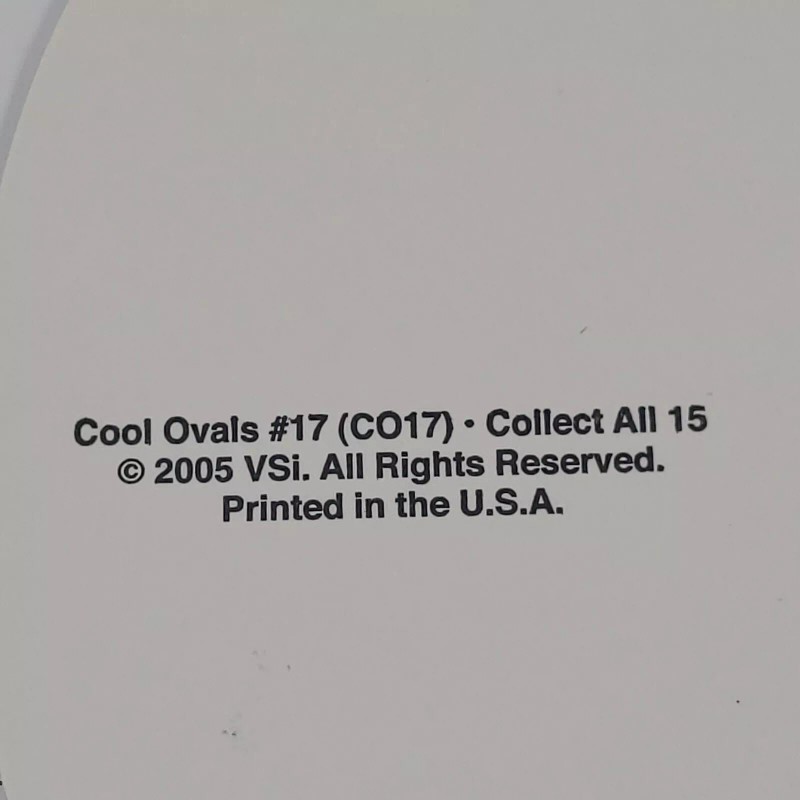 Cool Ovals #17 (CO17) • Collect All 15
© 2005 VSi. All Rights Reserved.
Printed in the U.S.A.